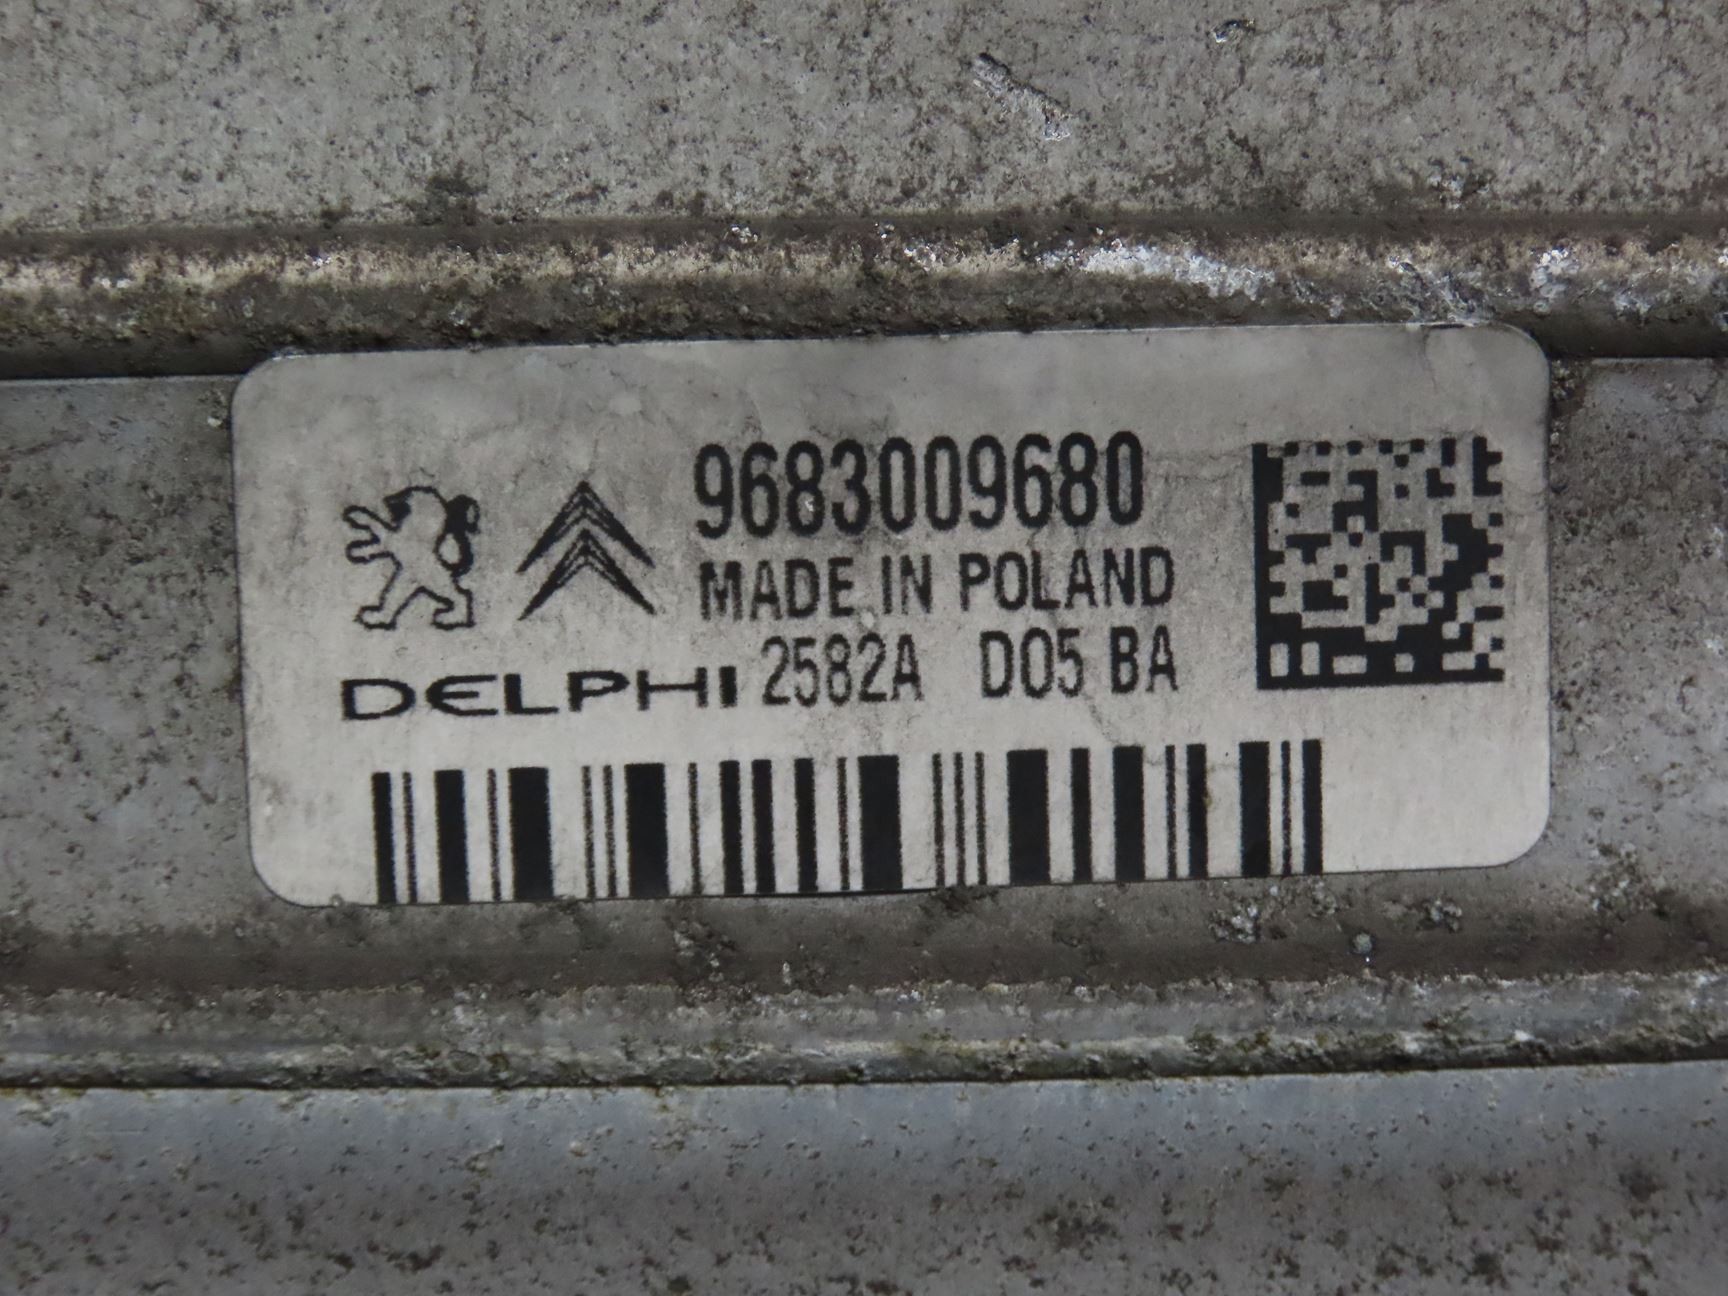 9683009680
MADE IN POLAND
DELPHI 2582A D05 BA